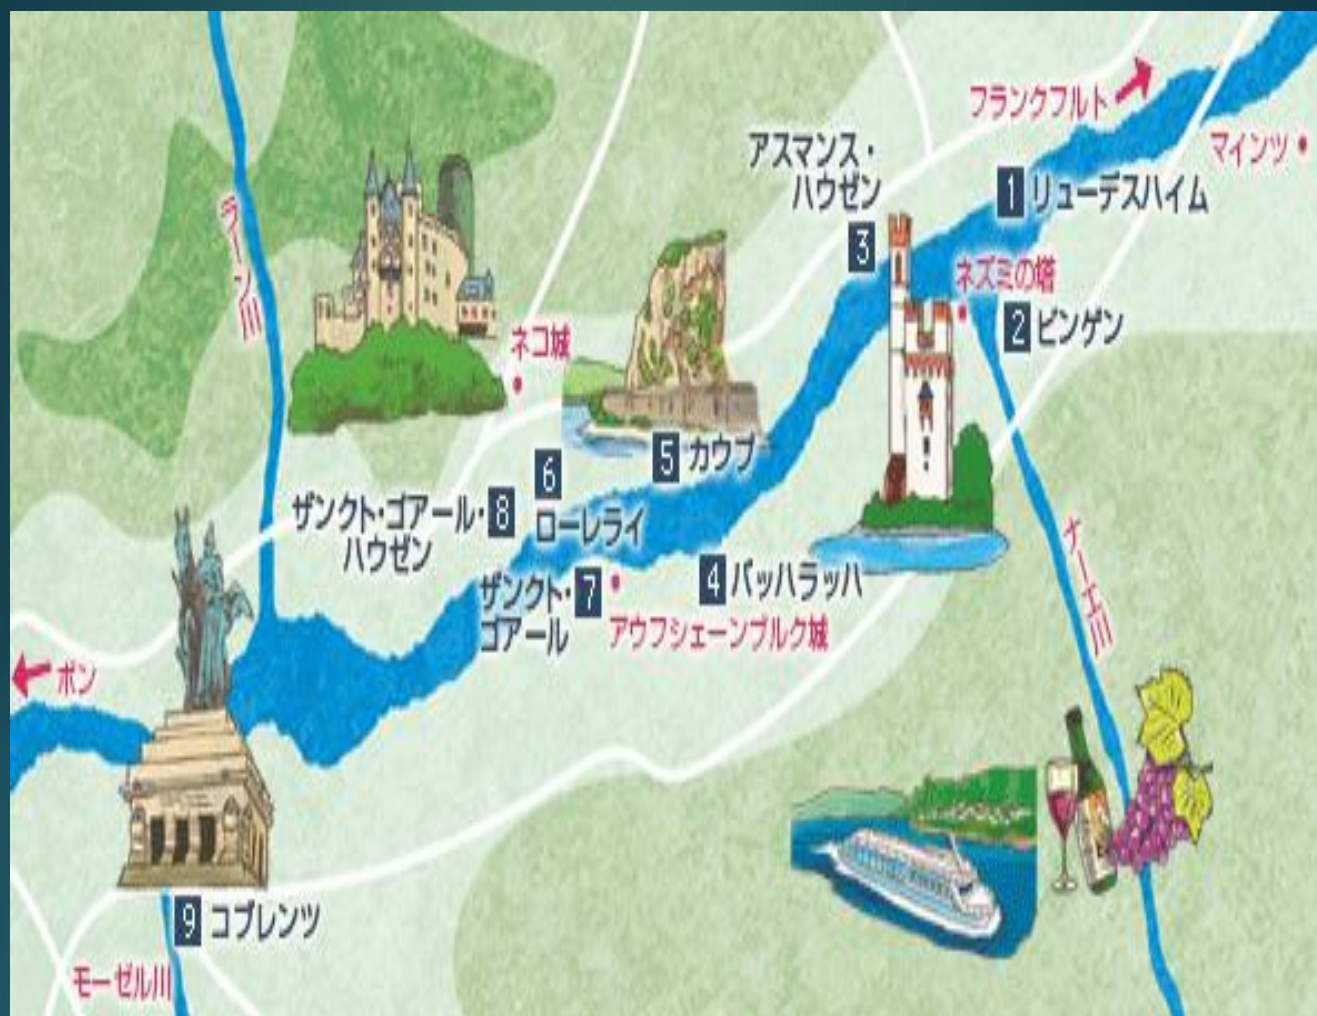 フランクフルト
マインツ
アスマンス・
ハウゼン
3
1 リューデスハイム
ネズミの塔
2 ビンゲン
ラーン川
ネコ城
5 カウブ
6
ローレライ
ザンクト・ゴアール・
ハウゼン
8
ザンクト・
ゴアール
7
アウフシェーンブルク城
4 バッハラッハ
ナーエ川
ボン
9 コブレンツ
モーゼル川